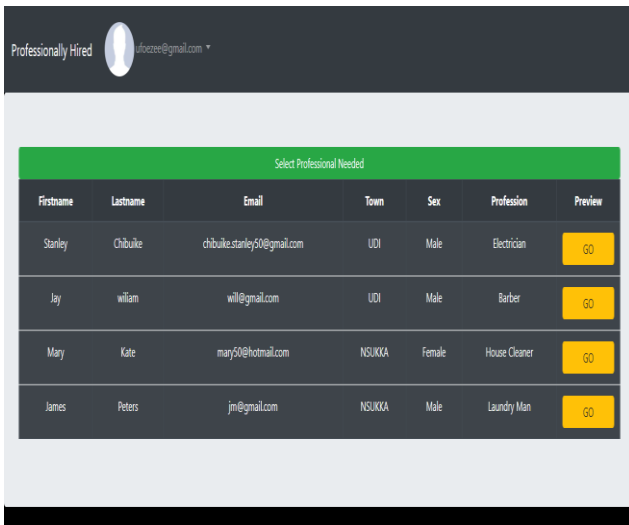 Professionally Hired ufoezee@gmail.com
Select Professional Needed
Firstname Lastname Email Town Sex Profession Preview
Stanley Chibuike chibuike.stanley50@gmail.com UDI Male Electrician GO
Jay wiliam will@gmail.com UDI Male Barber GO
Mary Kate mary50@hotmail.com NSUKKA Female House Cleaner GO
James Peters jm@gmail.com NSUKKA Male Laundry Man GO